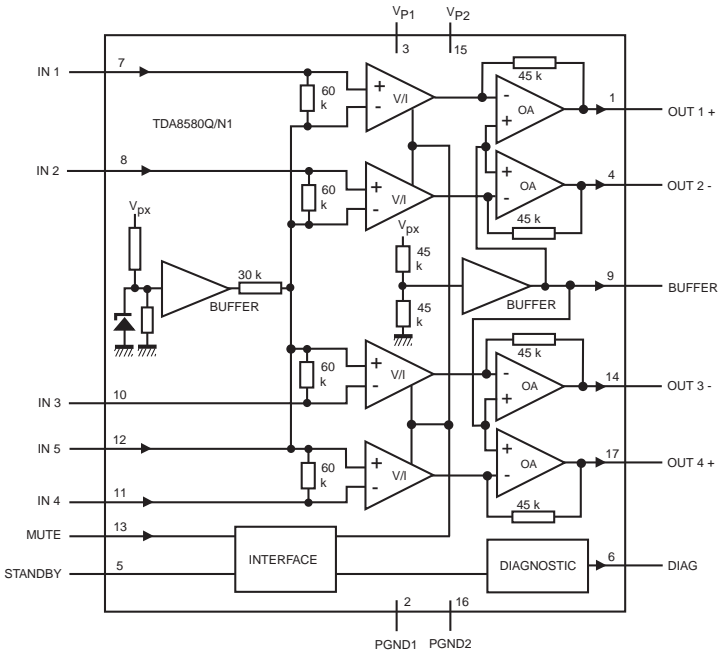 VP1
VP2
3
15
IN 1
7
60
k
+
-
V/I
45 k
-
+
OA
1
OUT 1 +
TDA8580Q/N1
IN 2
8
60
k
+
-
V/I
+
-
OA
45 k
4
OUT 2 -
Vpx
Vpx
45
k
45
k
30 k
BUFFER
BUFFER
9
BUFFER
60
k
+
-
V/I
45 k
-
+
OA
14
OUT 3 -
IN 3
10
IN 5
12
60
k
+
-
V/I
+
-
OA
45 k
17
OUT 4 +
IN 4
11
MUTE
13
INTERFACE
STANDBY
5
DIAGNOSTIC
6
DIAG
2
16
PGND1
PGND2